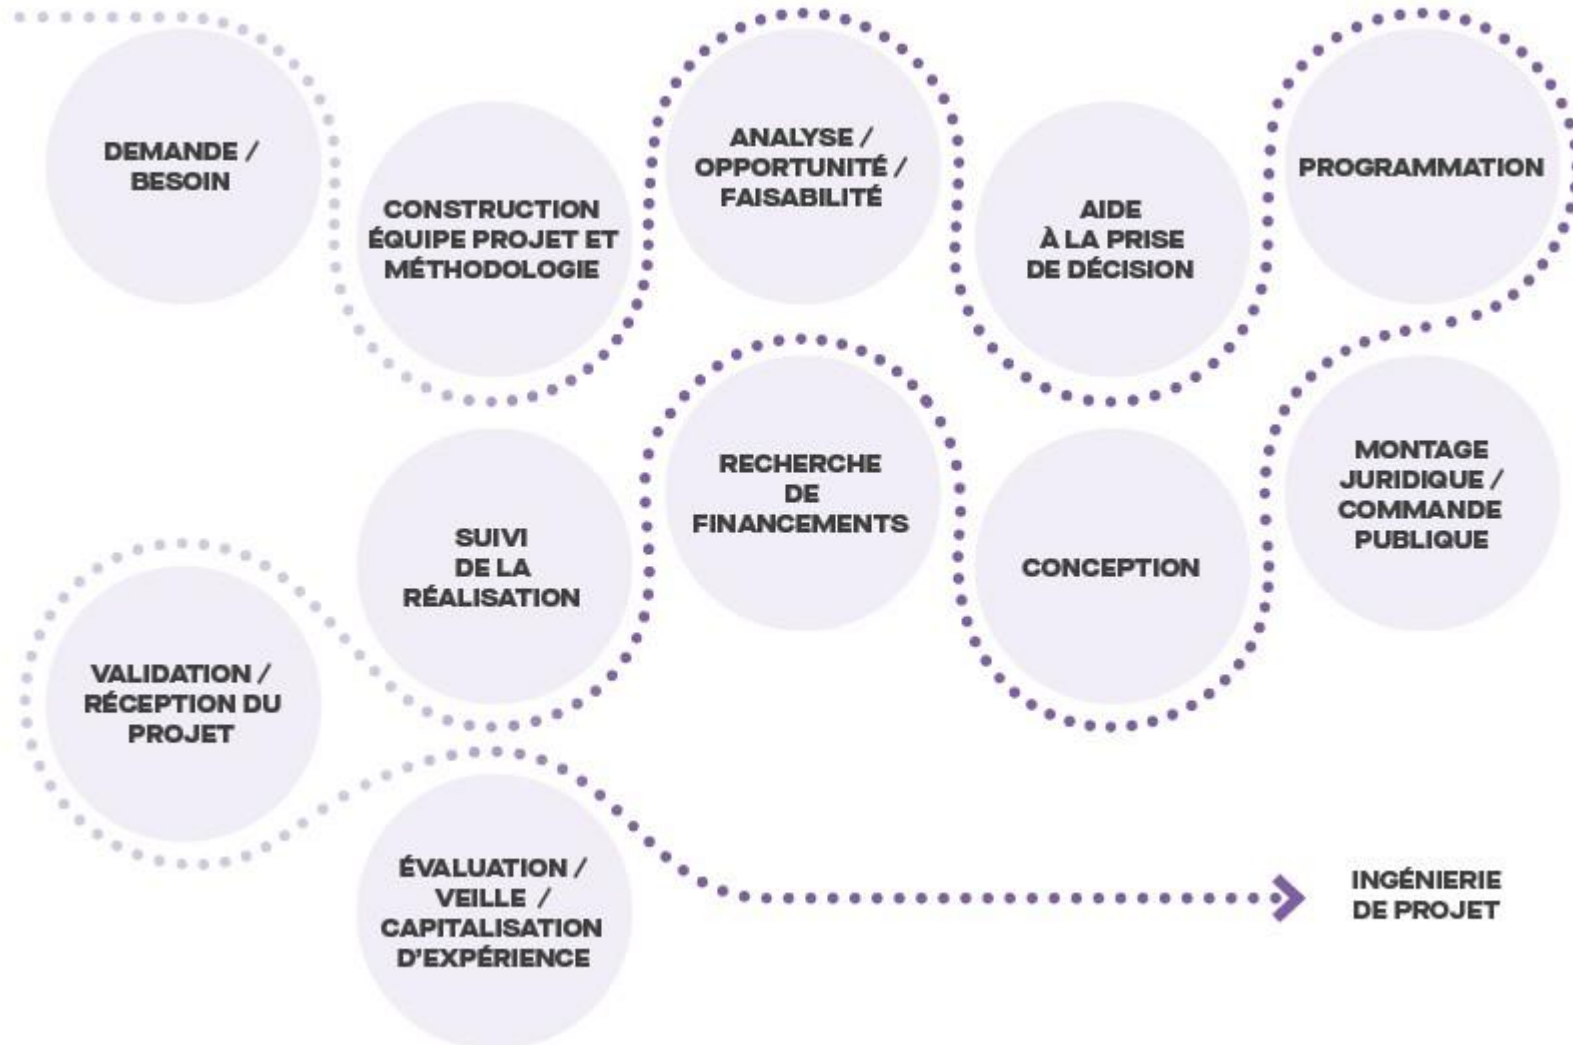 DEMANDE /
BESOIN
CONSTRUCTION
ÉQUIPE PROJET ET
MÉTHODOLOGIE
ANALYSE /
OPPORTUNITÉ /
FAISABILITÉ
AIDE
À LA PRISE
DE DÉCISION
PROGRAMMATION
MONTAGE
JURIDIQUE /
COMMANDE
PUBLIQUE
CONCEPTION
RECHERCHE
DE
FINANCEMENTS
SUIVI
DE LA
RÉALISATION
VALIDATION /
RÉCEPTION DU
PROJET
ÉVALUATION /
VEILLE /
CAPITALISATION
D'EXPÉRIENCE
INGÉNIERIE
DE PROJET